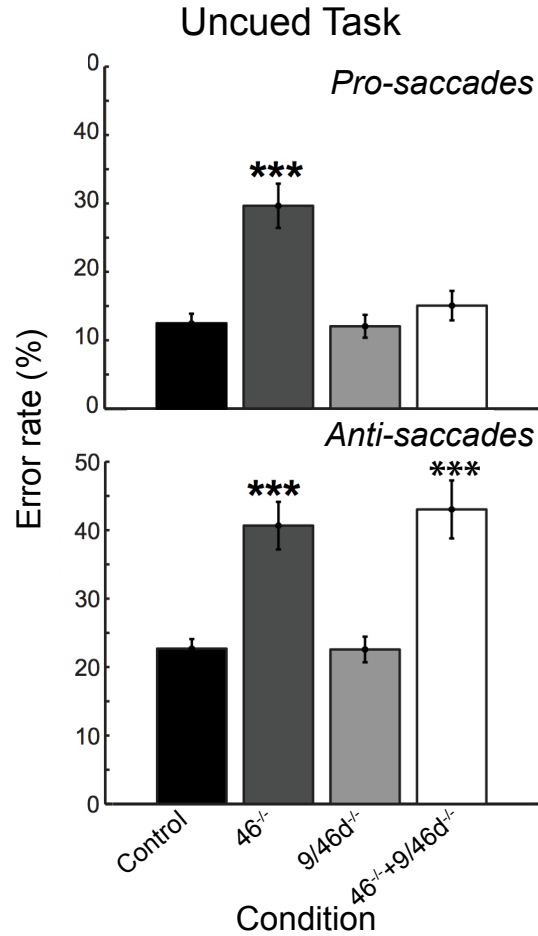 Uncued Task
Pro-saccades
0
40
30
20
10
0
***
Error rate (%)
Anti-saccades
50
40
30
20
10
0
***
***
Control
46-/-
9/46d-/-
46-/-+9/46d-/-
Condition